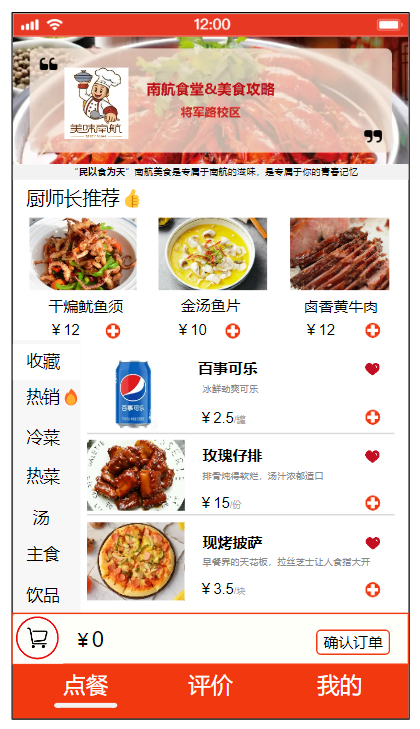 12:00
南航食堂&美食攻略
美味南航
将军路校区
“民以食为天”南航美食是专属于南航的滋味，是专属于你的青春记忆
厨师长推荐
干煸鱿鱼须 金汤鱼片 卤香黄牛肉
¥12 ¥10 ¥12
收藏
热销
冷菜
热菜
汤
主食
饮品
百事可乐
百事可乐
冰鲜劲爽可乐
¥2.5/罐
玫瑰仔排
排骨炖得软烂，汤汁浓郁适口
¥15/份
现烤披萨
早餐界的天花板，拉丝芝士让人食指大开
¥3.5/块
¥0
确认订单
点餐 评价 我的